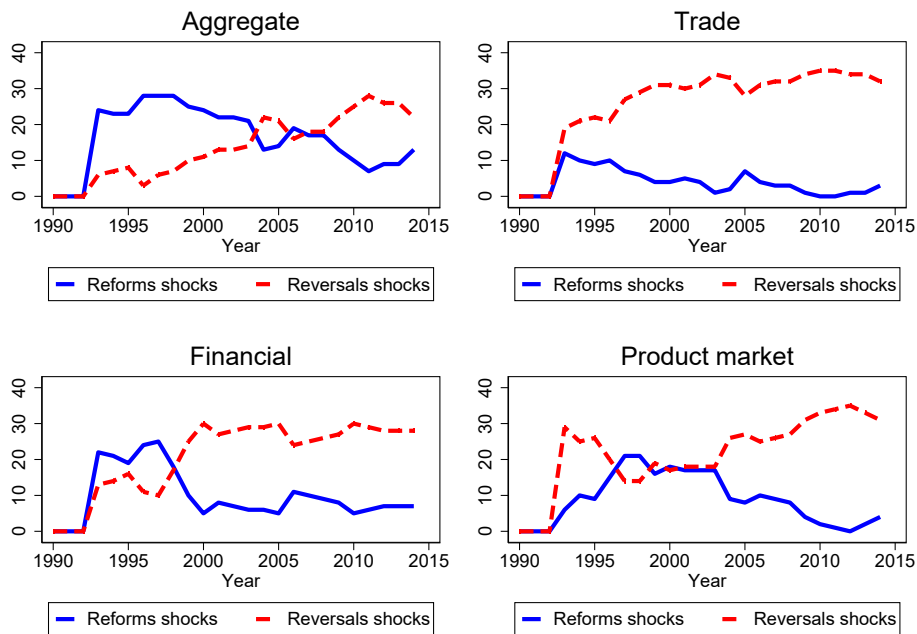 Aggregate
0 10 20 30 40
1990 1995 2000 2005 2010 2015
Year
Reforms shocks Reversals shocks
Trade
0 10 20 30 40
1990 1995 2000 2005 2010 2015
Year
Reforms shocks Reversals shocks
Financial
0 10 20 30 40
1990 1995 2000 2005 2010 2015
Year
Reforms shocks Reversals shocks
Product market
0 10 20 30 40
1990 1995 2000 2005 2010 2015
Year
Reforms shocks Reversals shocks